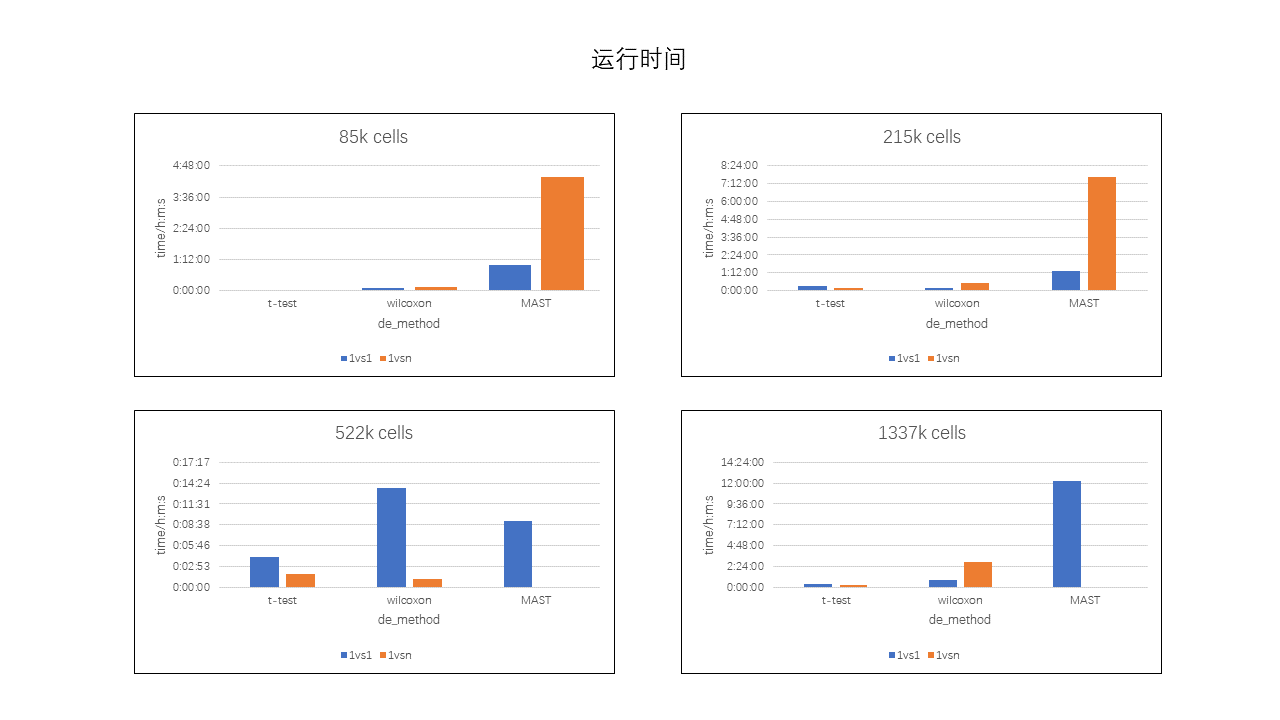 运行时间
85k cells
4:48:00
3:36:00
2:24:00
1:12:00
0:00:00
time/h:m:s
t-test wilcoxon MAST
de_method
1vs1 1vsn
215k cells
8:24:00
7:12:00
6:00:00
4:48:00
3:36:00
2:24:00
1:12:00
0:00:00
time/h:m:s
t-test wilcoxon MAST
de_method
1vs1 1vsn
522k cells
0:17:17
0:14:24
0:11:31
0:08:38
0:05:46
0:02:53
0:00:00
time/h:m:s
t-test wilcoxon MAST
de_method
1vs1 1vsn
1337k cells
14:24:00
12:00:00
9:36:00
7:12:00
4:48:00
2:24:00
0:00:00
time/h:m:s
t-test wilcoxon MAST
de_method
1vs1 1vsn